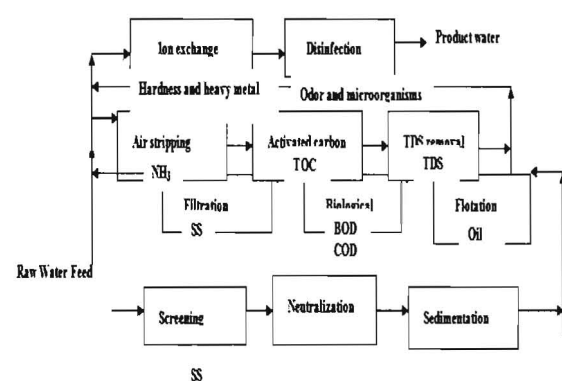 Product water
Ion exchange
Disinfection
Hardness and heavy metal
Odor and microorganisms
Air stripping
Activated carbon
TDS removal
NH₃
TOC
TDS
Filtration
Biological
Flotation
SS
BOD
Oil
COD
Raw Water Feed
Screening
Neutralization
Sedimentation
SS